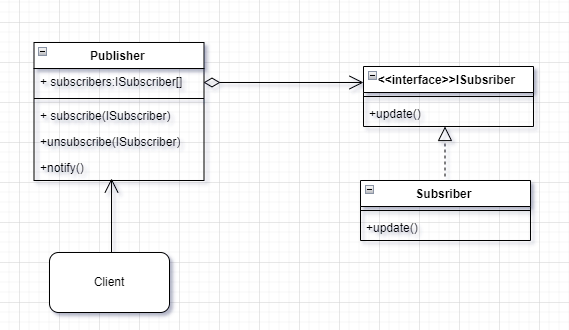 Publisher
+ subscribers:ISubscriber[]
+ subscribe(ISubscriber)
+unsubscribe(ISubscriber)
+notify()
<<interface>>ISubsriber
+update()
Subsriber
+update()
Client